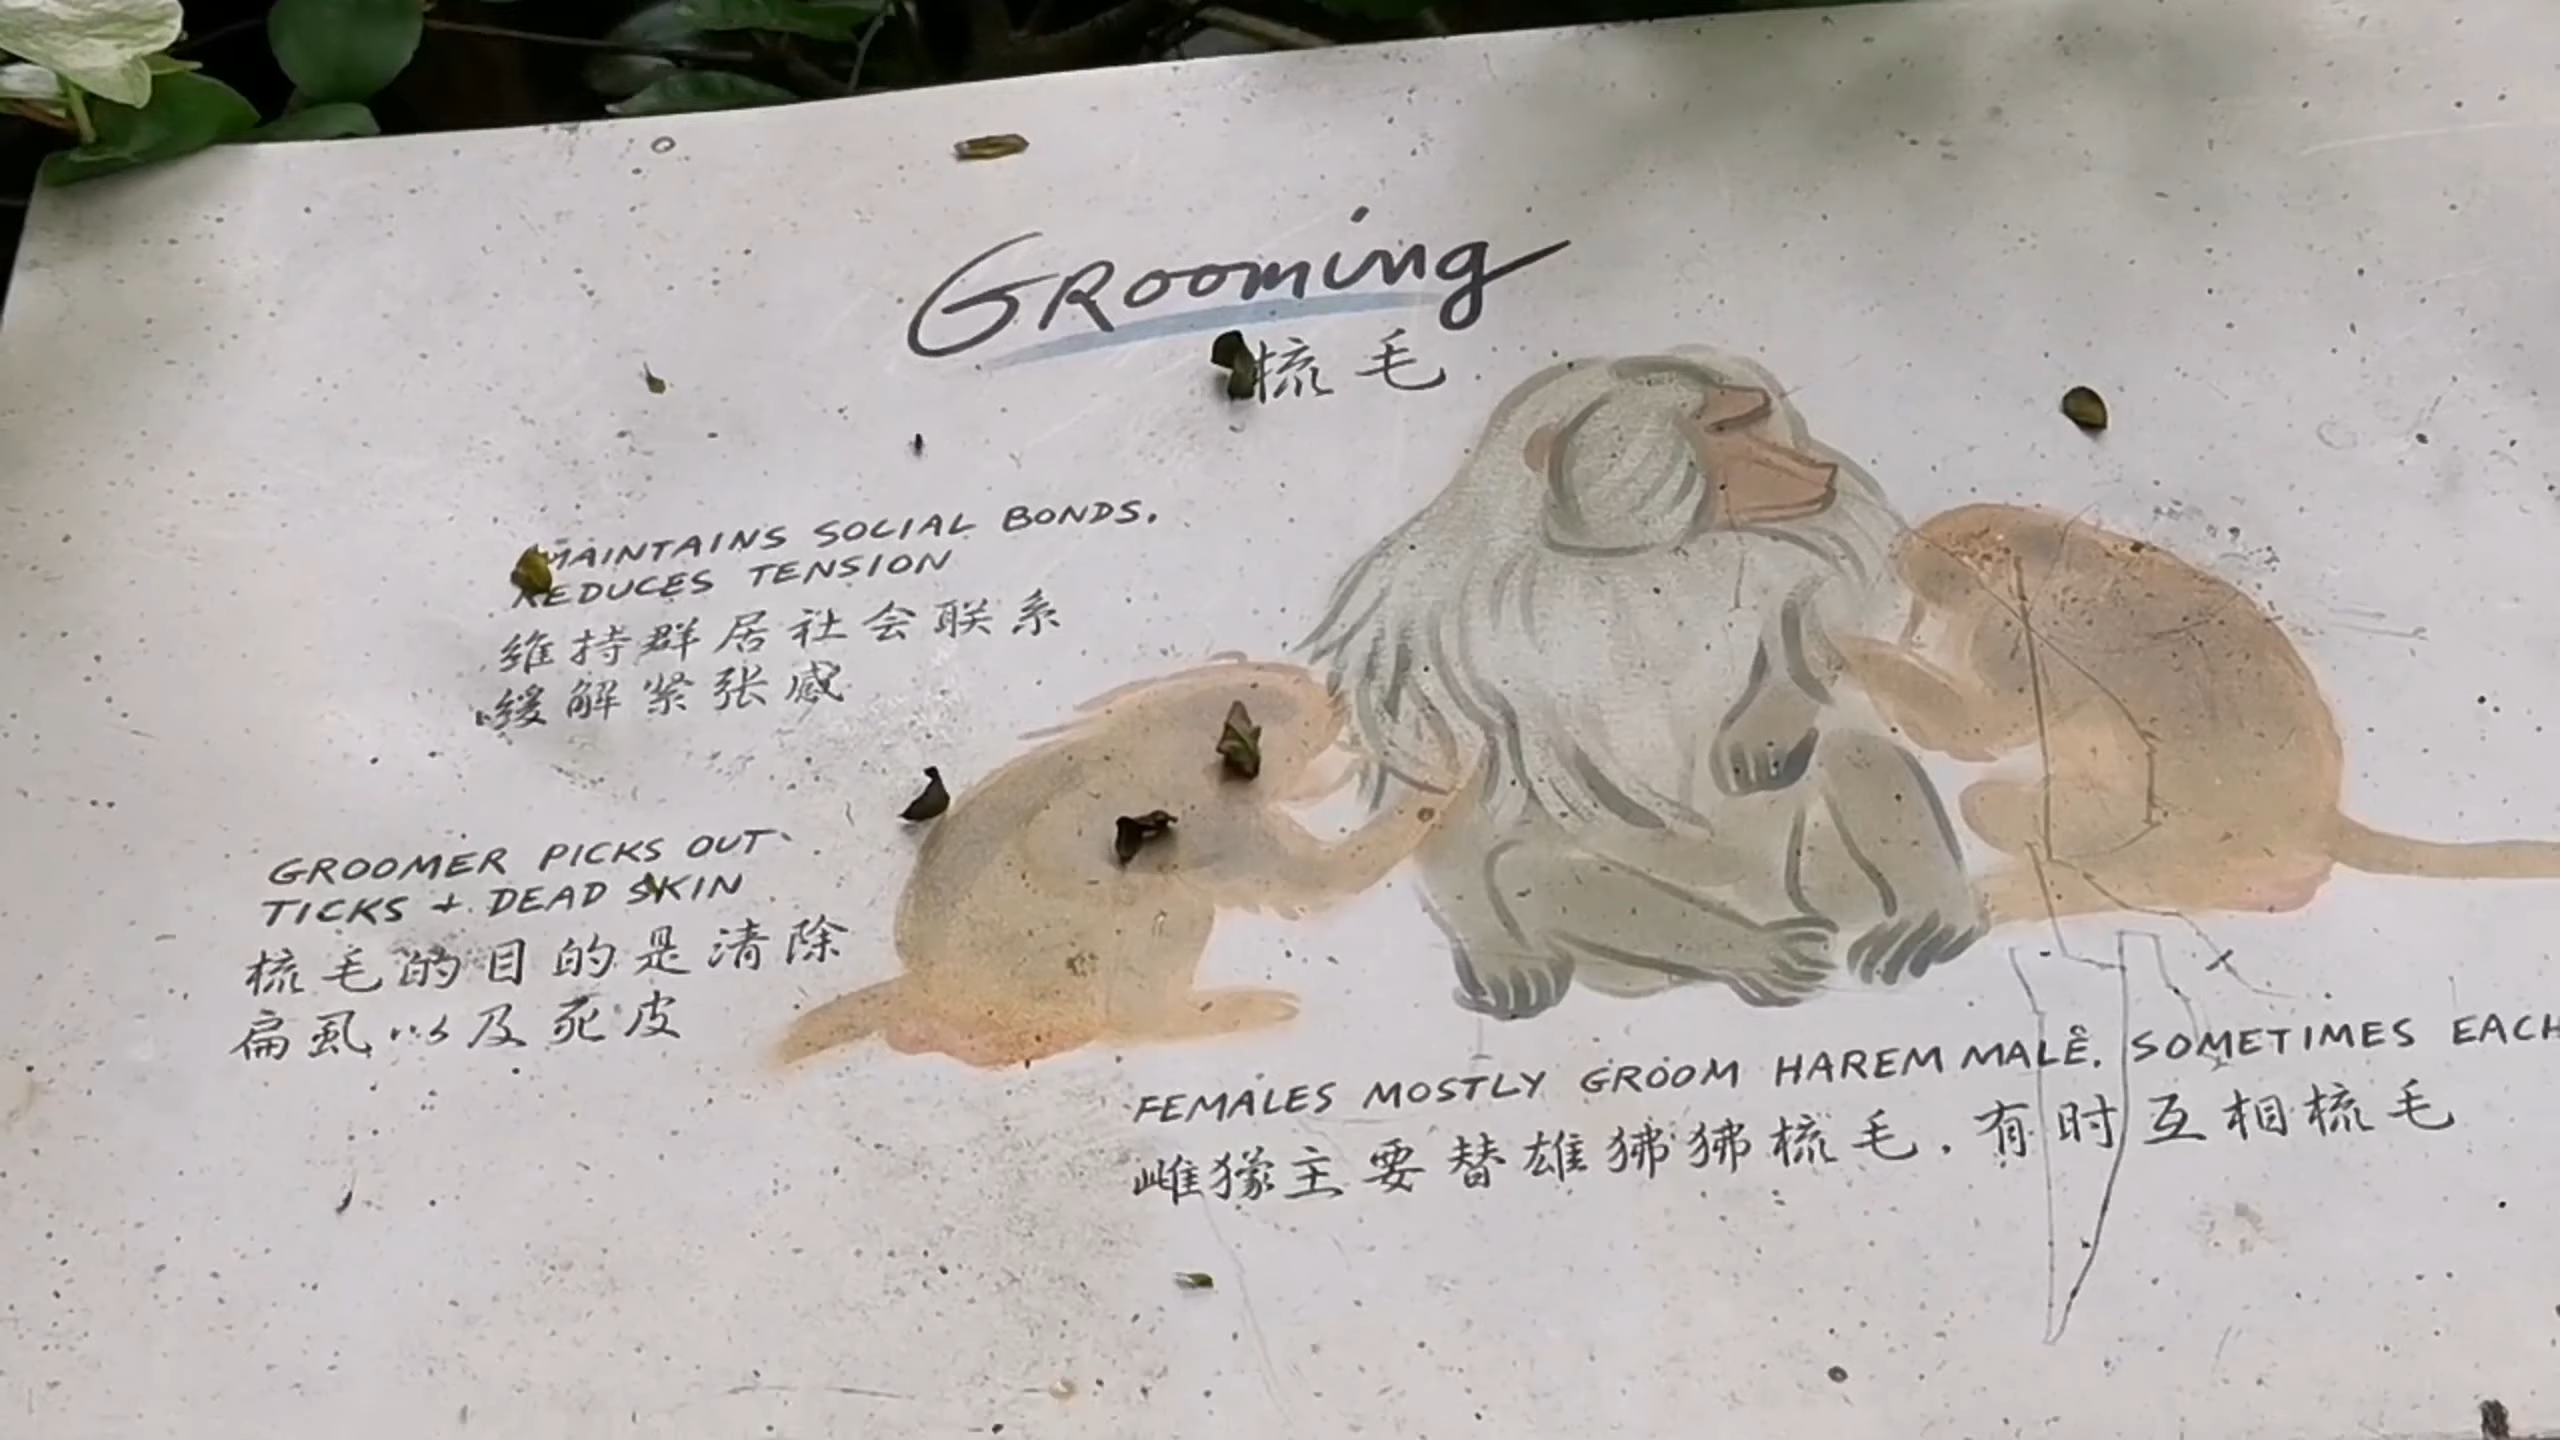 Grooming
梳毛
MAINTAINS SOCIAL BONDS.
REDUCES TENSION
维持群居社会联系
缓解紧张感
GROOMER PICKS OUT
TICKS + DEAD SKIN
梳毛的目的是清除
扁虱以及死皮
FEMALES MOSTLY GROOM HAREM MALE. SOMETIMES EACH
雌狒主要替雄狒狒梳毛.有时互相梳毛